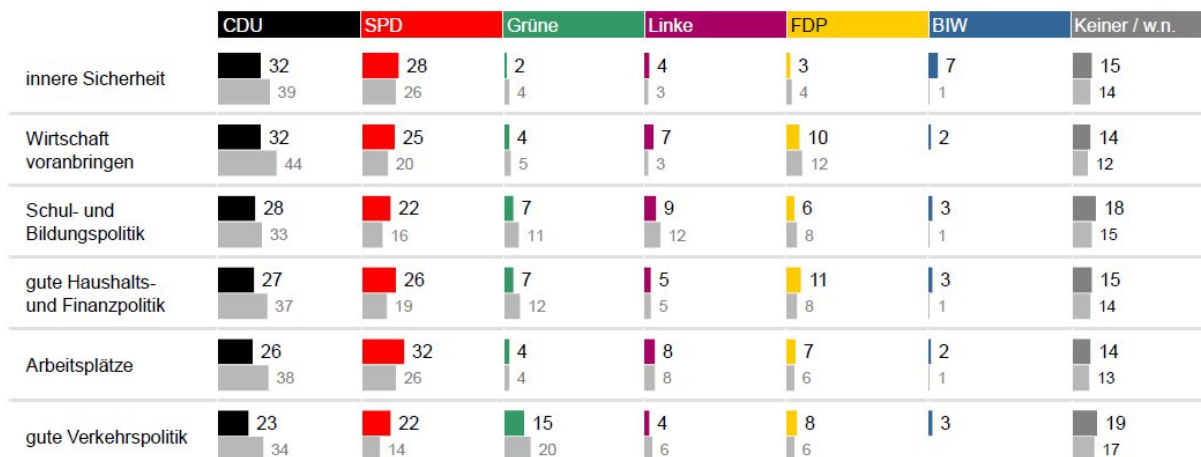 CDU SPD Grüne Linke FDP BIW Keiner / w.n.
innere Sicherheit 32 28 2 4 3 7 15
39 26 4 3 4 1 14
Wirtschaft 32 25 4 7 10 2 14
voranbringen 44 20 5 3 12 12
Schul- und 28 22 7 9 6 3 18
Bildungspolitik 33 16 11 12 8 1 15
gute Haushalts- 27 26 7 5 11 3 15
und Finanzpolitik 37 19 12 5 8 1 14
Arbeitsplätze 26 32 4 8 7 2 14
38 26 4 8 6 1 13
gute Verkehrspolitik 23 22 15 4 8 3 19
34 14 20 6 6 17